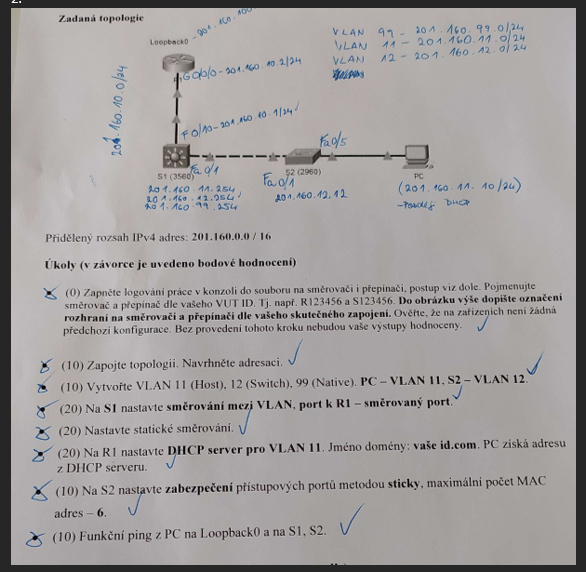 2.
Zadaná topologie
Loopback0 - 201.160.100.
VLAN 99 - 201.160.99.0/24
VLAN 11 - 201.160.11.0/24
VLAN 12 - 201.160.12.0/24
G0/0/0 - 201.160.10.2/24
201.160.10.0/24
F0/10 - 201.160.10.1/24
Fa0/1
Fa0/5
S1 (3560)
Fa0/1
S2 (2960)
PC
201.160.11.254
201.160.12.254
201.160.99.254
201.160.12.12
(201.160.11.10/24)
DHCP
Přidělený rozsah IPv4 adres: 201.160.0.0 / 16
Úkoly (v závorce je uvedeno bodové hodnocení)
(0) Zapněte logování práce v konzoli do souboru na směrovači i přepínači, postup viz dole. Pojmenujte
směrovač a přepínač dle vašeho VUT ID. Tj. např. R123456 a S123456. Do obrázku výše dopište označení
rozhraní na směrovači a přepínači dle vašeho skutečného zapojení. Ověřte, že na zařízeních není žádná
předchozí konfigurace. Bez provedení tohoto kroku nebudou vaše výstupy hodnoceny.
(10) Zapojte topologii. Navrhněte adresaci.
(10) Vytvořte VLAN 11 (Host), 12 (Switch), 99 (Native). PC – VLAN 11, S2 – VLAN 12.
(20) Na S1 nastavte směrování mezi VLAN, port k R1 – směrovaný port.
(20) Nastavte statické směrování.
(20) Na R1 nastavte DHCP server pro VLAN 11. Jméno domény: vaše id.com. PC získá adresu
z DHCP serveru.
(10) Na S2 nastavte zabezpečení přístupových portů metodou sticky, maximální počet MAC
adres – 6.
(10) Funkční ping z PC na Loopback0 a na S1, S2.